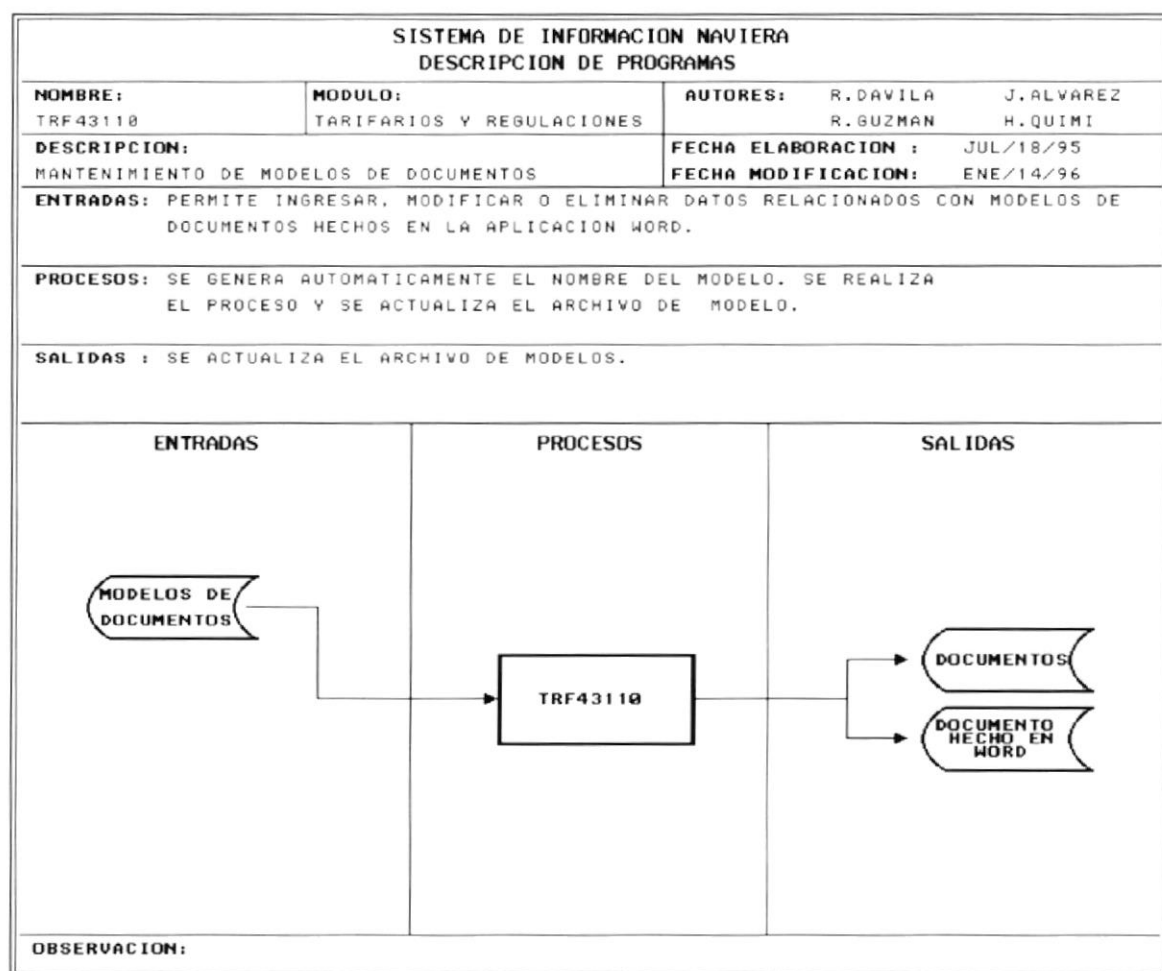 SISTEMA DE INFORMACION NAVIERA
DESCRIPCION DE PROGRAMAS
NOMBRE:
TRF43110
MODULO:
TARIFARIOS Y REGULACIONES
AUTORES: R.DAVILA J.ALVAREZ
R.GUZMAN H.QUIMI
DESCRIPCION:
MANTENIMIENTO DE MODELOS DE DOCUMENTOS
FECHA ELABORACION : JUL/18/95
FECHA MODIFICACION: ENE/14/96
ENTRADAS: PERMITE INGRESAR, MODIFICAR O ELIMINAR DATOS RELACIONADOS CON MODELOS DE
DOCUMENTOS HECHOS EN LA APLICACION WORD.
PROCESOS: SE GENERA AUTOMATICAMENTE EL NOMBRE DEL MODELO. SE REALIZA
EL PROCESO Y SE ACTUALIZA EL ARCHIVO DE MODELO.
SALIDAS : SE ACTUALIZA EL ARCHIVO DE MODELOS.
ENTRADAS
PROCESOS
SALIDAS
MODELOS DE
DOCUMENTOS
TRF43110
DOCUMENTOS
DOCUMENTO
HECHO EN
WORD
OBSERVACION: